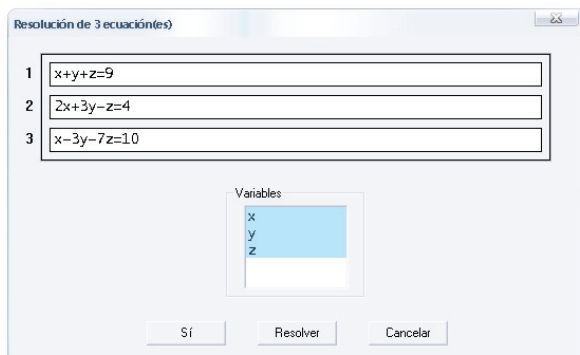 Resolución de 3 ecuación(es)
1 x+y+z=9
2 2x+3y-z=4
3 x-3y-7z=10
Variables
x
y
z
Sí Resolver Cancelar